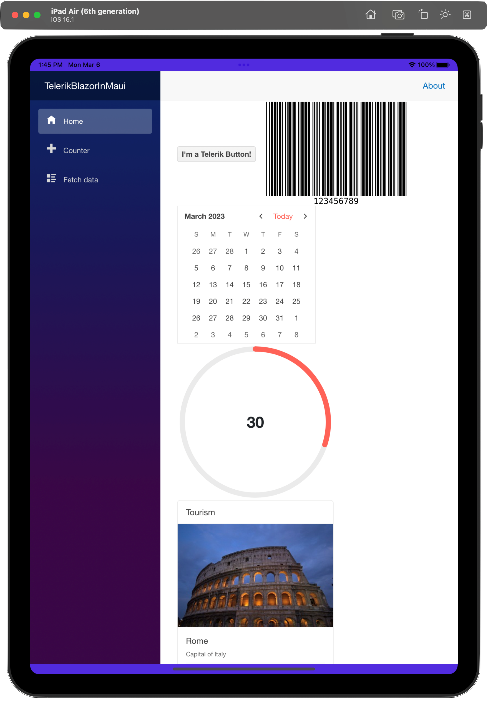 iPad Air (5th generation)
iOS 16.1
1:45 PM Mon Mar 6
100%
TelerikBlazorInMaui
About
Home
Counter
Fetch data
I'm a Telerik Button!
123456789
March 2023 Today
S M T W T F S
26 27 28 1 2 3 4
5 6 7 8 9 10 11
12 13 14 15 16 17 18
19 20 21 22 23 24 25
26 27 28 29 30 31 1
2 3 4 5 6 7 8
30
Tourism
Rome
Capital of Italy